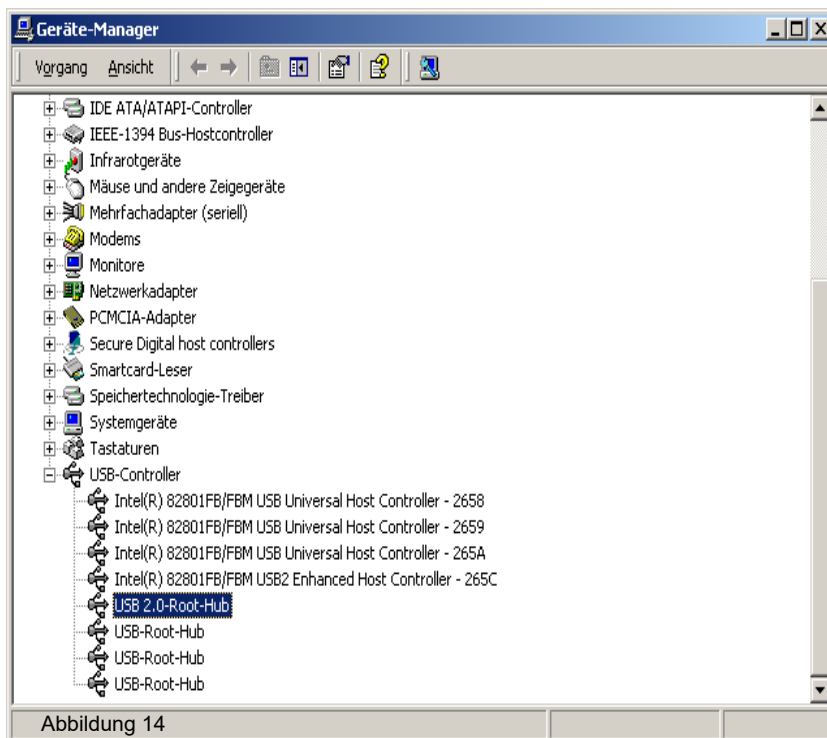 Geräte-Manager
Vorgang Ansicht
IDE ATA/ATAPI-Controller
IEEE-1394 Bus-Hostcontroller
Infrarotgeräte
Mäuse und andere Zeigegeräte
Mehrfachadapter (seriell)
Modems
Monitore
Netzwerkadapter
PCMCIA-Adapter
Secure Digital host controllers
Smartcard-Leser
Speichertechnologie-Treiber
Systemgeräte
Tastaturen
USB-Controller
Intel(R) 82801FB/FBM USB Universal Host Controller - 2658
Intel(R) 82801FB/FBM USB Universal Host Controller - 2659
Intel(R) 82801FB/FBM USB Universal Host Controller - 265A
Intel(R) 82801FB/FBM USB2 Enhanced Host Controller - 265C
USB 2.0-Root-Hub
USB-Root-Hub
USB-Root-Hub
USB-Root-Hub
Abbildung 14